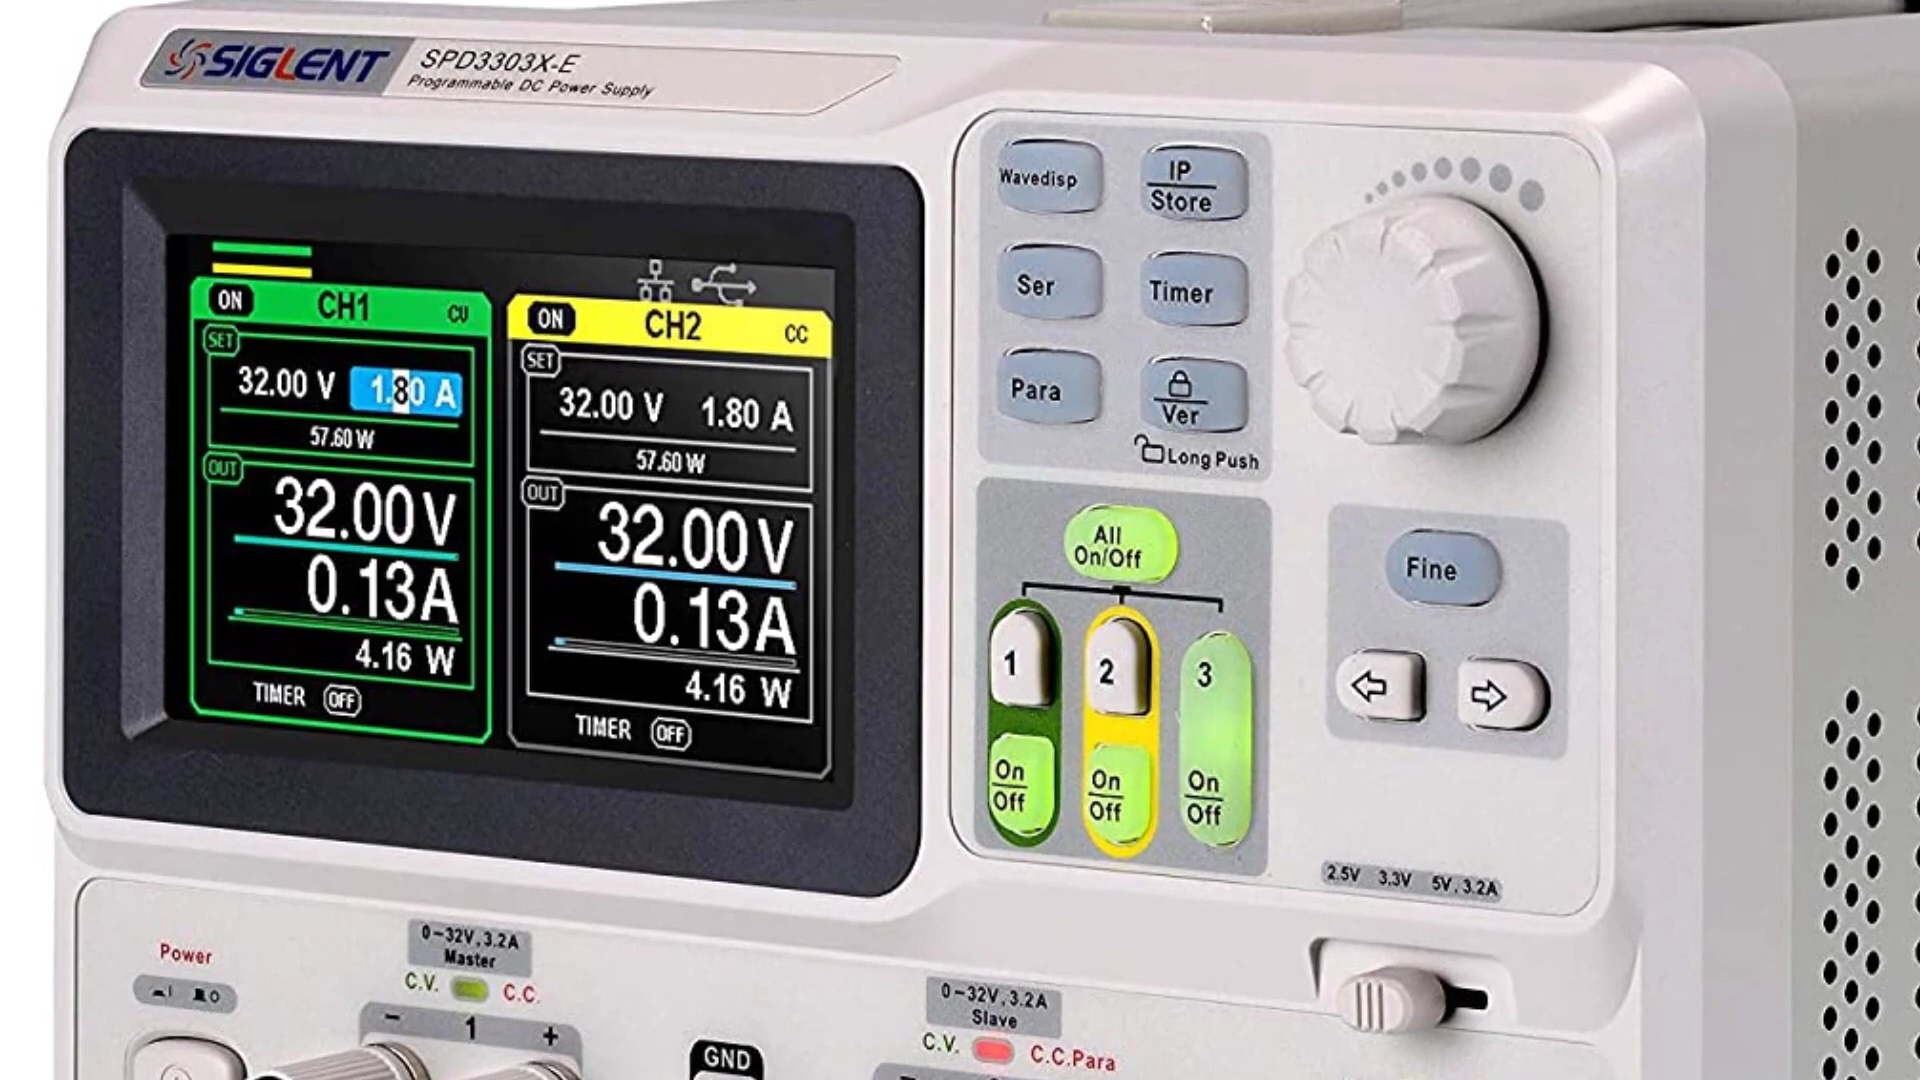 SIGLENT
SPD3303X-E
Programmable DC Power Supply
ON CH1 CV
SET
32.00 V 1.80 A
57.60 W
OUT
32.00 V
0.13 A
4.16 W
TIMER OFF
ON CH2 CC
SET
32.00 V 1.80 A
57.60 W
OUT
32.00 V
0.13 A
4.16 W
TIMER OFF
Wavedisp
IP
Store
Ser
Timer
Para
Ver
Long Push
All
On/Off
1
2
3
On
Off
On
Off
On
Off
Fine
2.5V 3.3V 5V,3.2A
Power
I O
0-32V,3.2A
Master
C.V. C.C.
- 1 +
GND
0-32V,3.2A
Slave
C.V. C.C.Para